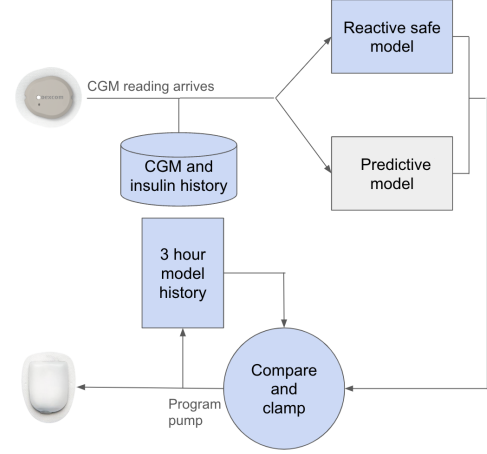 Reactive safe
model
CGM reading arrives
CGM and
insulin history
Predictive
model
3 hour
model
history
Compare
and
clamp
Program
pump